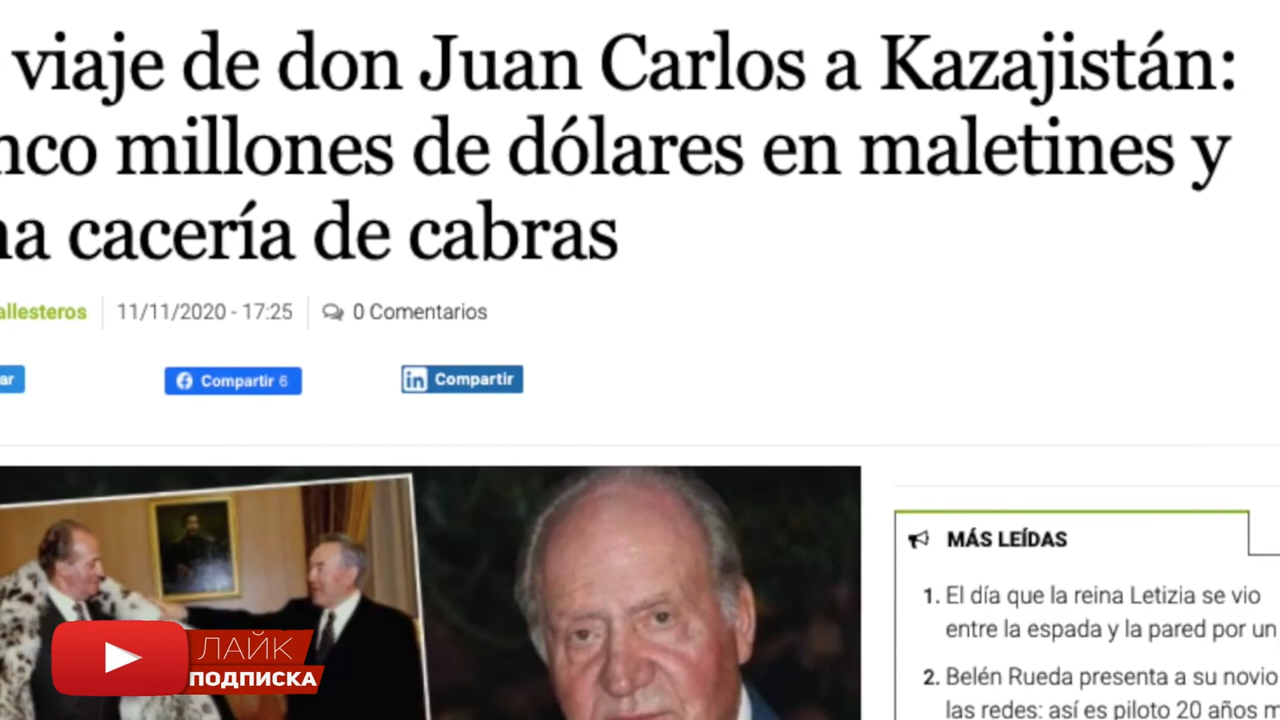 viaje de don Juan Carlos a Kazajistán:
nco millones de dólares en maletines y
na cacería de cabras
allesteros
11/11/2020 - 17:25
0 Comentarios
ar
Compartir 6
in Compartir
MÁS LEÍDAS
1. El día que la reina Letizia se vio
entre la espada y la pared por un
2. Belén Rueda presenta a su novio
las redes: así es piloto 20 años m
ЛАЙК
ПОДПИСКА